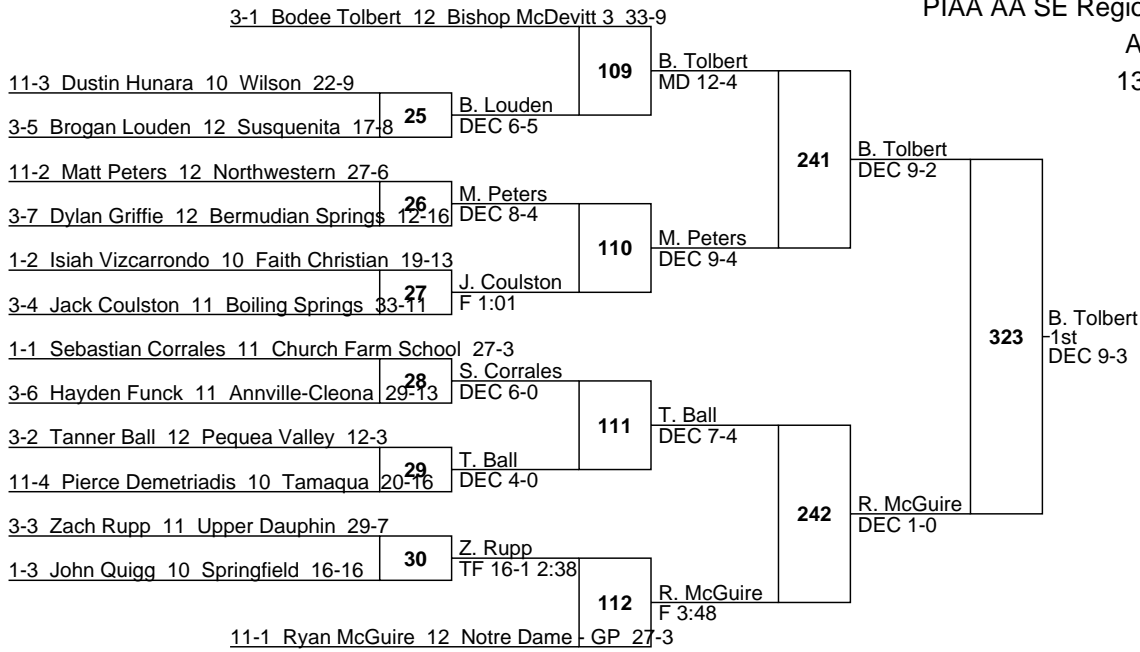 3-1 Bodee Tolbert 12 Bishop McDevitt 3 33-9
PIAA AA SE Regio
A
13
109
B. Tolbert
MD 12-4
11-3 Dustin Hunara 10 Wilson 22-9
25
B. Louden
DEC 6-5
3-5 Brogan Louden 12 Susquenita 17-8
241
B. Tolbert
DEC 9-2
11-2 Matt Peters 12 Northwestern 27-6
26
M. Peters
DEC 8-4
3-7 Dylan Griffie 12 Bermudian Springs 12-16
110
M. Peters
DEC 9-4
1-2 Isiah Vizcarrondo 10 Faith Christian 19-13
27
J. Coulston
F 1:01
3-4 Jack Coulston 11 Boiling Springs 33-11
323
B. Tolbert
1st
DEC 9-3
1-1 Sebastian Corrales 11 Church Farm School 27-3
28
S. Corrales
DEC 6-0
3-6 Hayden Funck 11 Annville-Cleona 29-13
111
T. Ball
DEC 7-4
3-2 Tanner Ball 12 Pequea Valley 12-3
29
T. Ball
DEC 4-0
11-4 Pierce Demetriadis 10 Tamaqua 20-16
242
R. McGuire
DEC 1-0
3-3 Zach Rupp 11 Upper Dauphin 29-7
30
Z. Rupp
TF 16-1 2:38
1-3 John Quigg 10 Springfield 16-16
112
R. McGuire
F 3:48
11-1 Ryan McGuire 12 Notre Dame - GP 27-3